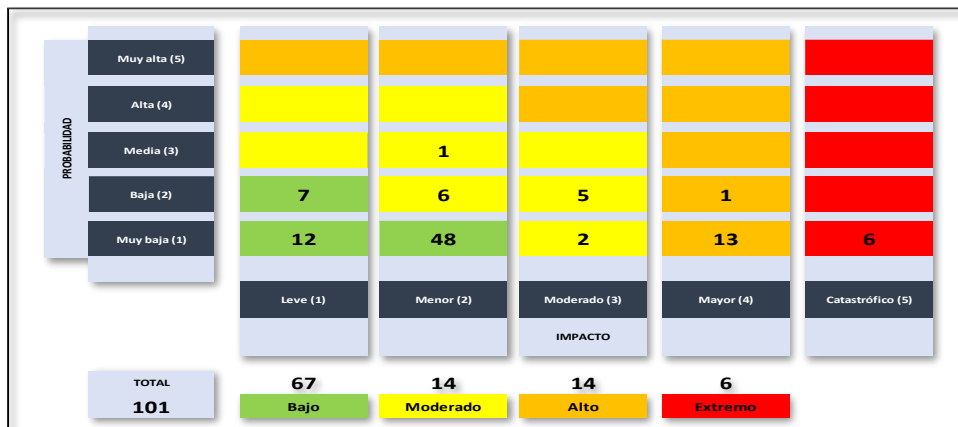 PROBABILIDAD
Muy alta (5)
Alta (4)
Media (3) 1
Baja (2) 7 6 5 1
Muy baja (1) 12 48 2 13 6
Leve (1) Menor (2) Moderado (3) Mayor (4) Catastrófico (5)
IMPACTO
TOTAL 67 14 14 6
101 Bajo Moderado Alto Extremo